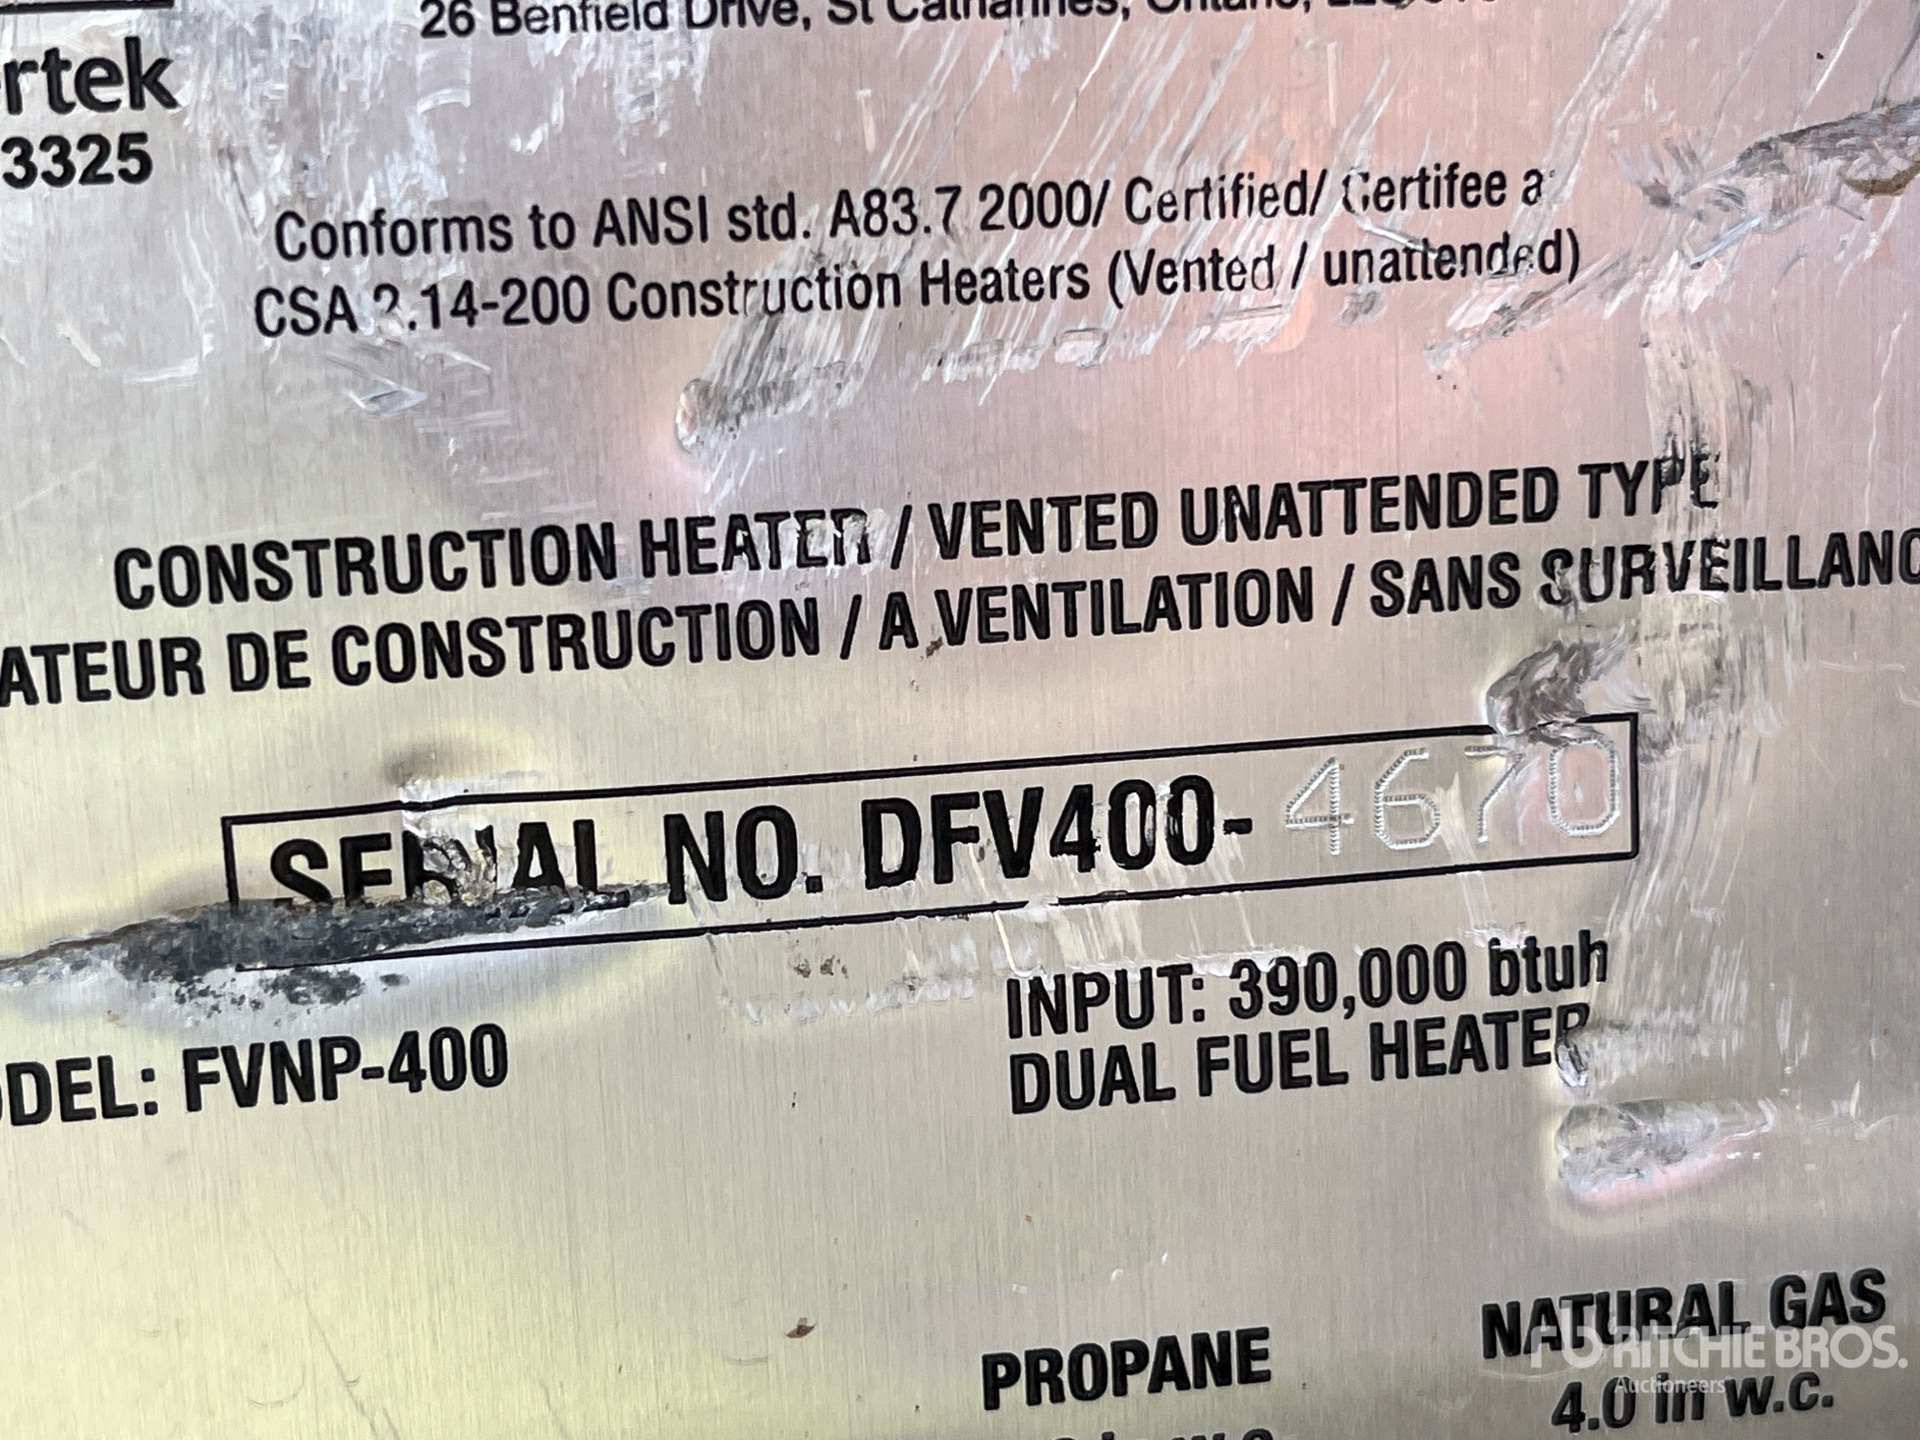 26 Benfield Drive, St Catharines, Ontario,
rtek
3325
Conforms to ANSI std. A83.7 2000/ Certified/ Certifee a
CSA 2.14-200 Construction Heaters (Vented / unattended)
CONSTRUCTION HEATER / VENTED UNATTENDED TYPE
ATEUR DE CONSTRUCTION / A VENTILATION / SANS SURVEILLANC
SERIAL NO. DFV400-4670
ODEL: FVNP-400
INPUT: 390,000 btuh
DUAL FUEL HEATER
PROPANE
NATURAL GAS
4.0 in w.c.
RITCHIE BROS.
Auctioneers